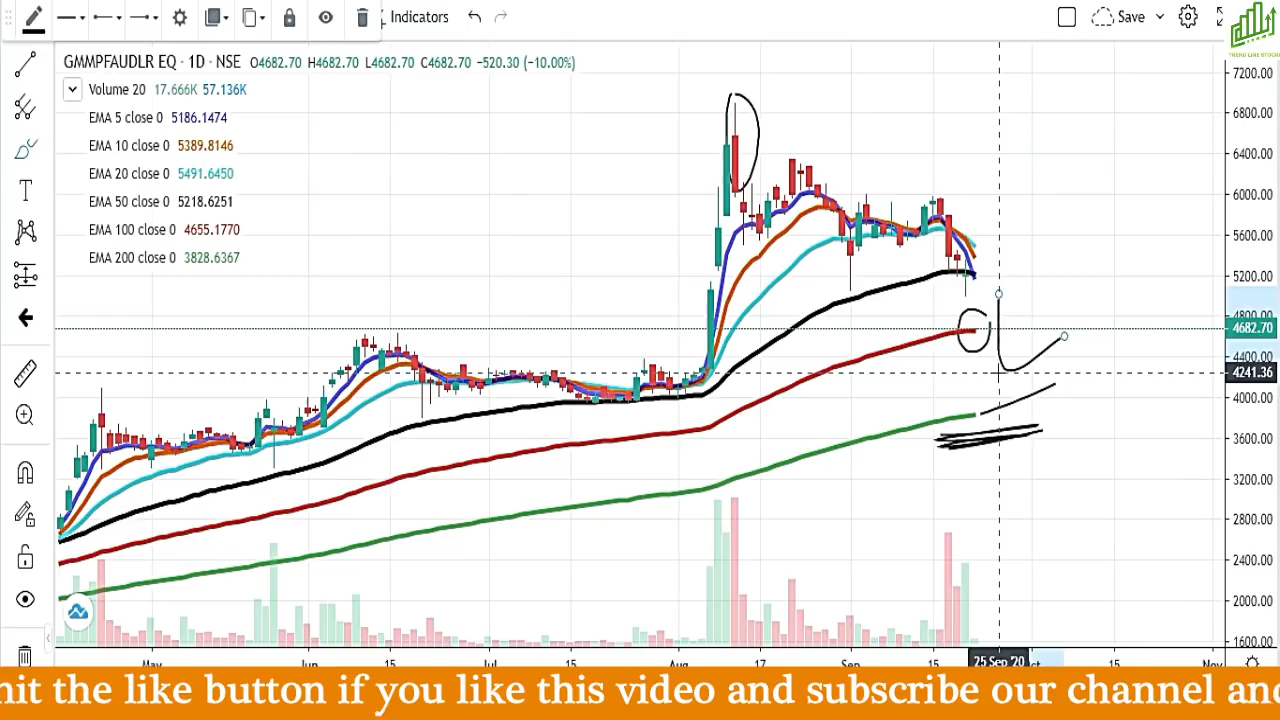 Indicators
Save
TREND LINE STOCK
GMMPFAUDLR EQ · 1D · NSE O4682.70 H4682.70 L4682.70 C4682.70 −520.30 (−10.00%)
Volume 20 17.666K 57.136K
EMA 5 close 0 5186.1474
EMA 10 close 0 5389.8146
EMA 20 close 0 5491.6450
EMA 50 close 0 5218.6251
EMA 100 close 0 4655.1770
EMA 200 close 0 3828.6367
7200.00
6800.00
6400.00
6000.00
5600.00
5200.00
4682.70
4400.00
4241.36
4000.00
3600.00
3200.00
2800.00
2400.00
2000.00
1600.00
May Jun 15 Jul 15 Aug 17 Sep 15 25 Sep 20 15 Nov
hit the like button if you like this video and subscribe our channel and